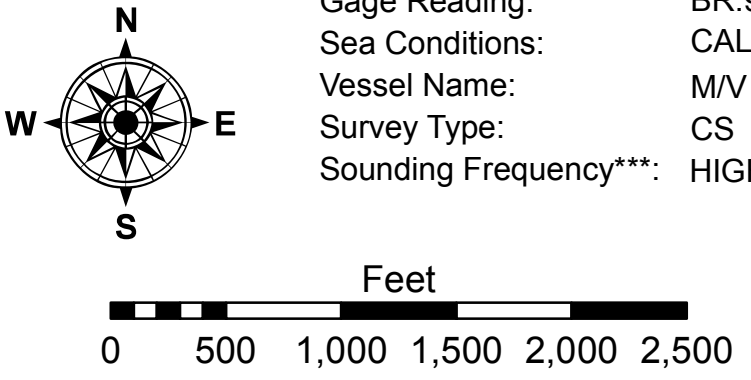 N
W E
S
Gage Reading:
Sea Conditions:
Vessel Name: M/V
Survey Type: CS
Sounding Frequency***:
Feet
0 500 1,000 1,500 2,000 2,500